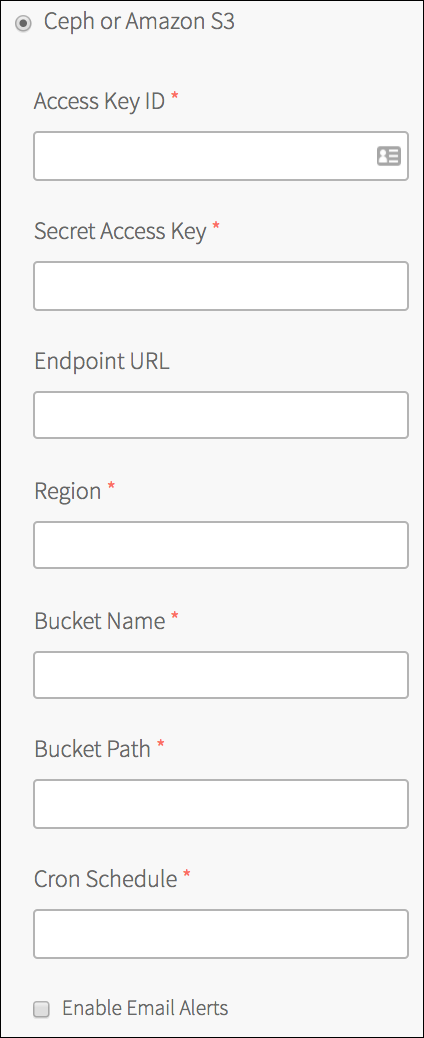 Ceph or Amazon S3
Access Key ID *
Secret Access Key *
Endpoint URL
Region *
Bucket Name *
Bucket Path *
Cron Schedule *
Enable Email Alerts